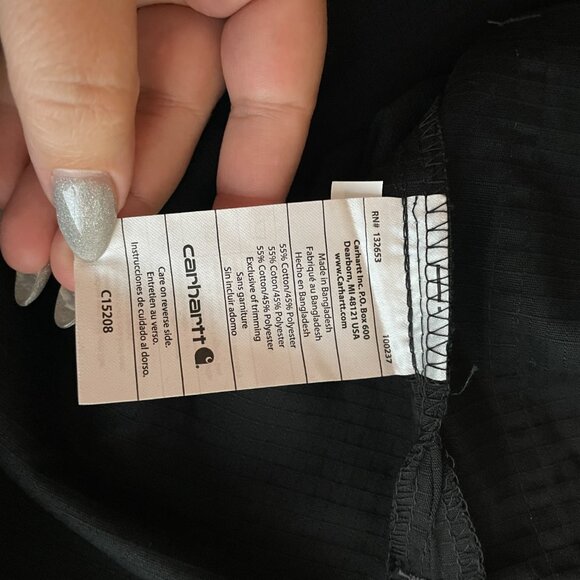 RN# 132653
100237
Carhartt Inc. P.O. Box 600
Dearborn, MI 48121 USA
www.Carhartt.com
Made in Bangladesh
Fabriqué au Bangladesh
Hecho en Bangladesh
55% Cotton/45% Polyester
55% Coton/45% Polyester
55% Cotton/45% Polyester
Exclusive of trimming
Sans garniture
Sin incluir adorno
carhartt
Care on reverse side.
Entretien au verso.
Instrucciones de cuidado al dorso.
C15208